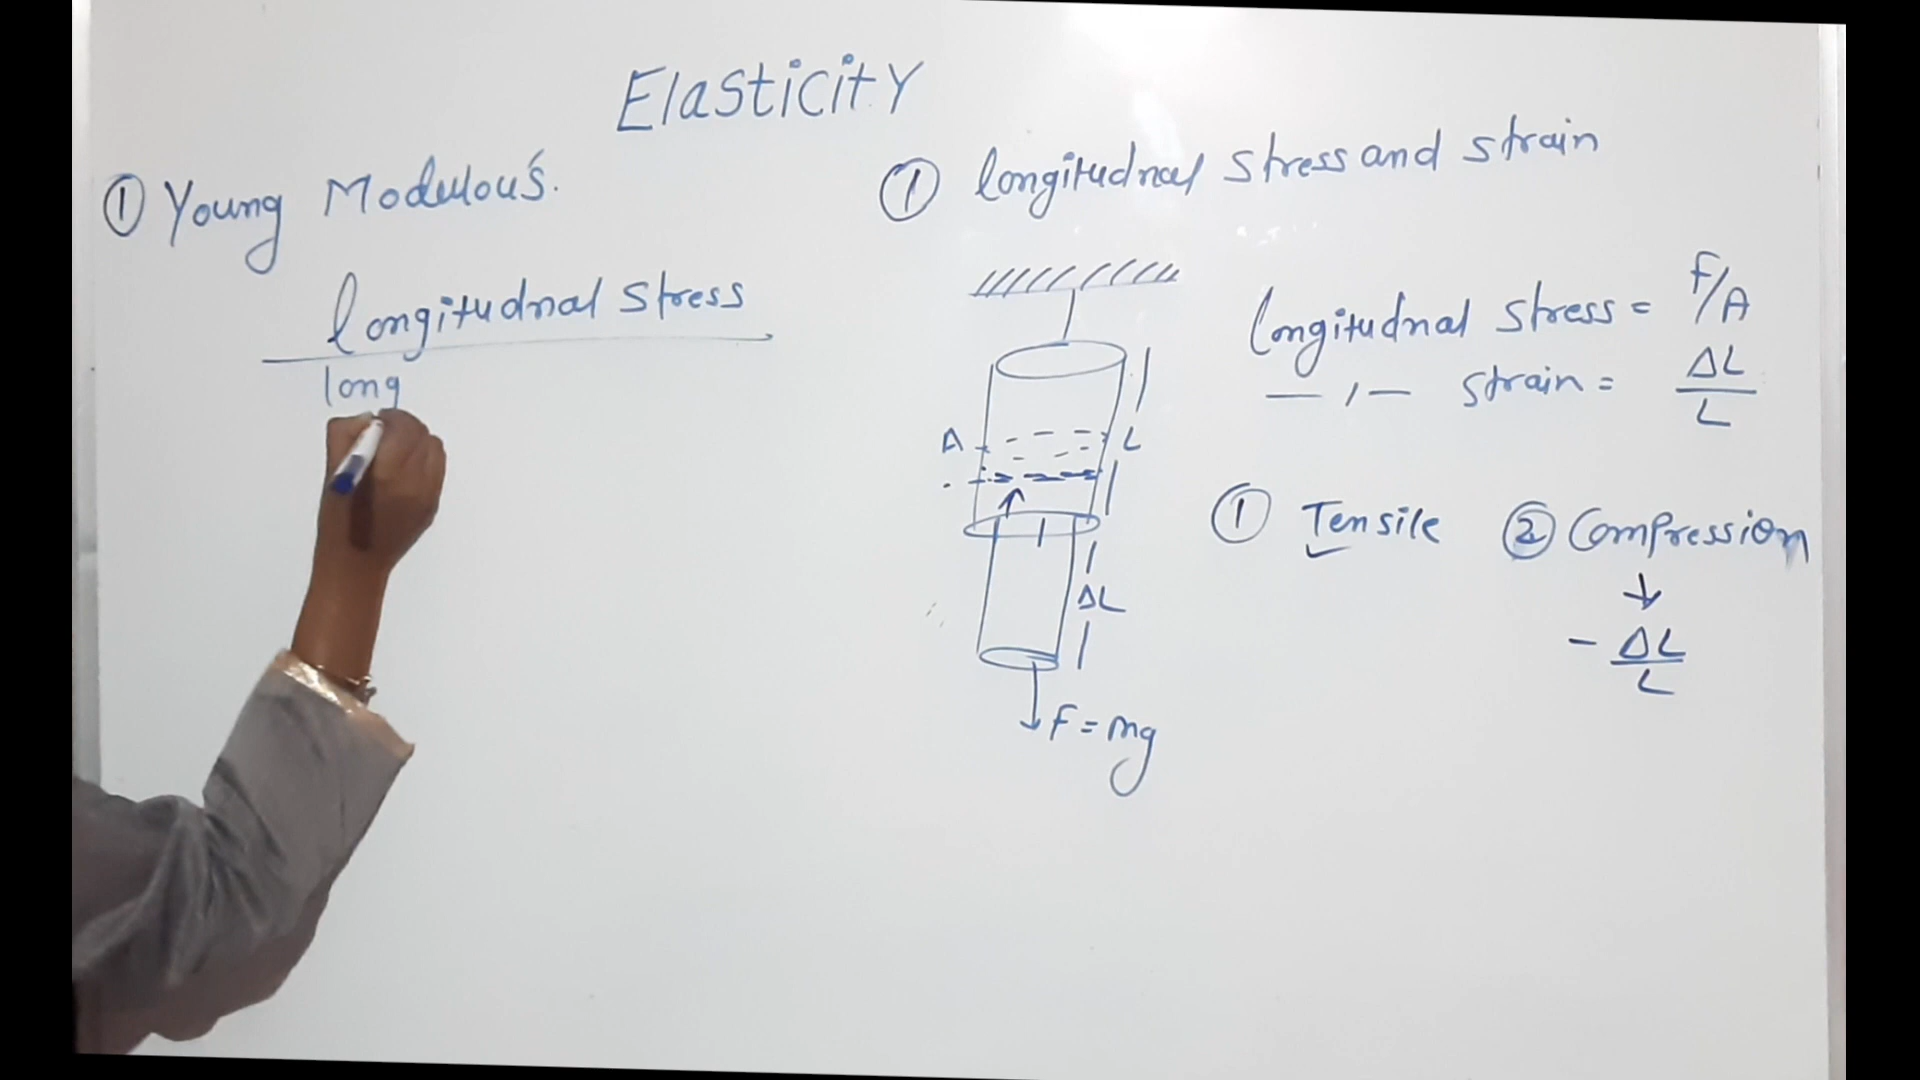 Elasticity
① Young Modulou's.
longitudnal stress
long
① longitudnal stress and strain
longitudnal stress = F/A
— , — strain = ΔL/L
A
L
ΔL
F = mg
① Tensile ② Compression
↓
- ΔL/L